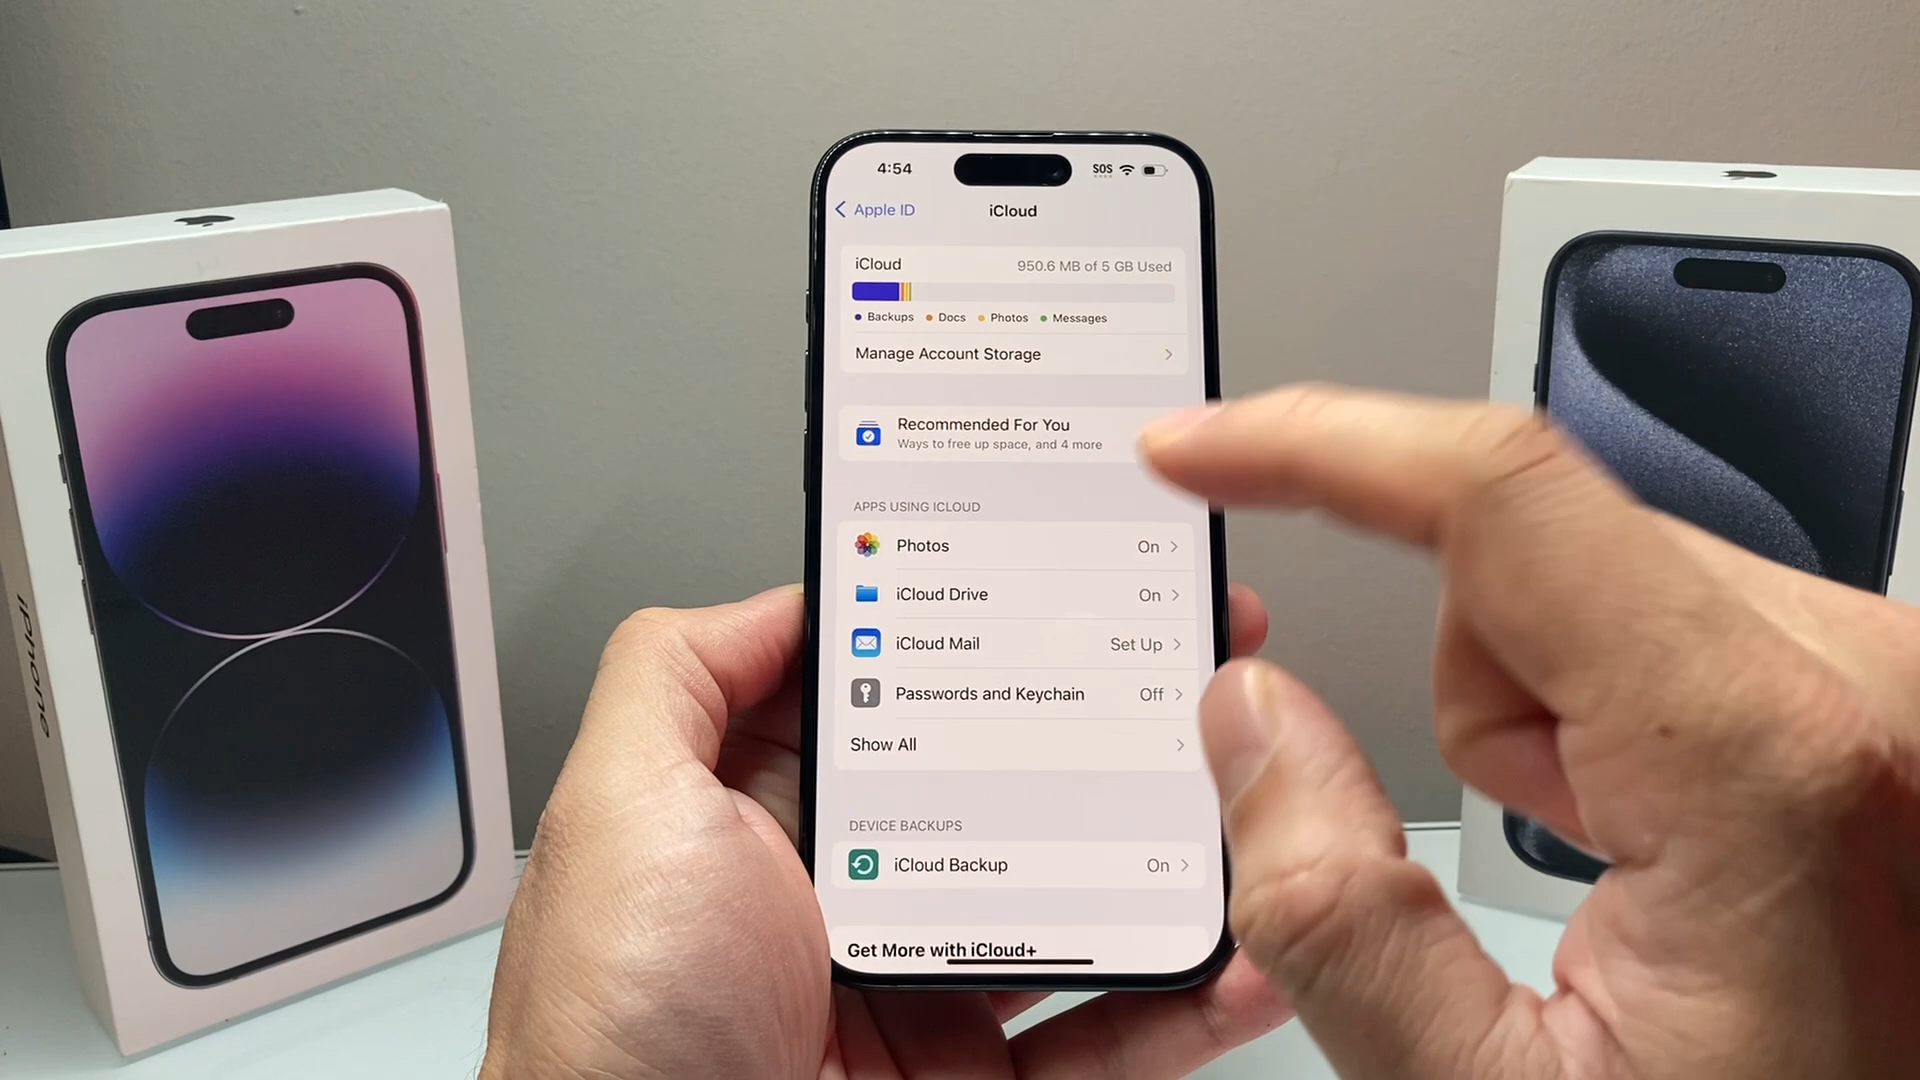 4:54
SOS
Apple ID
iCloud
iCloud
950.6 MB of 5 GB Used
Backups
Docs
Photos
Messages
Manage Account Storage
Recommended For You
Ways to free up space, and 4 more
APPS USING ICLOUD
Photos
On
iCloud Drive
On
iCloud Mail
Set Up
Passwords and Keychain
Off
Show All
DEVICE BACKUPS
iCloud Backup
On
Get More with iCloud+
iPhone